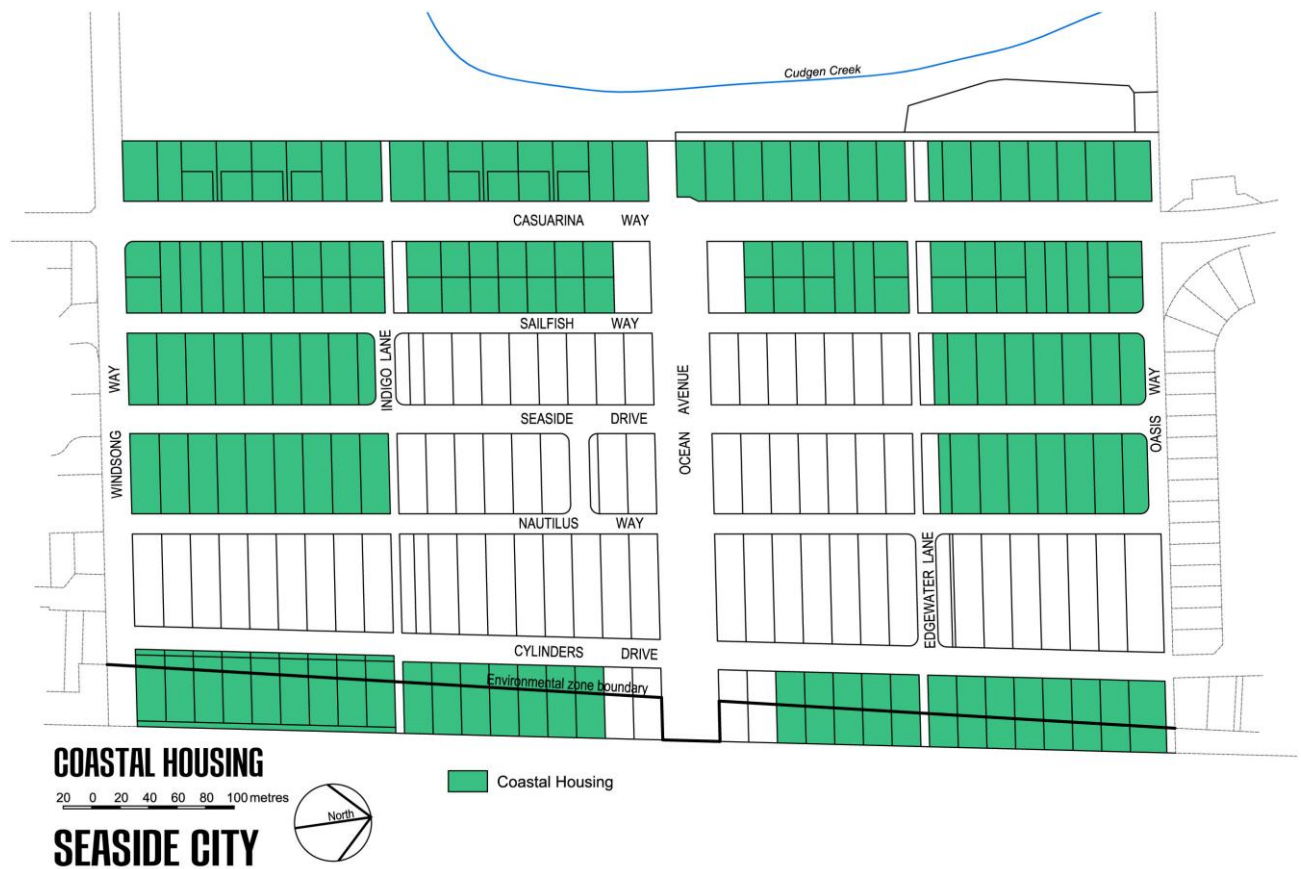 Cudgen Creek
CASUARINA WAY
SAILFISH WAY
WINDSONG WAY
INDIGO LANE
OCEAN AVENUE
OASIS WAY
SEASIDE DRIVE
NAUTILUS WAY
EDGEWATER LANE
CYLINDERS DRIVE
Environmental zone boundary
COASTAL HOUSING
20 0 20 40 60 80 100 metres
SEASIDE CITY
North
Coastal Housing